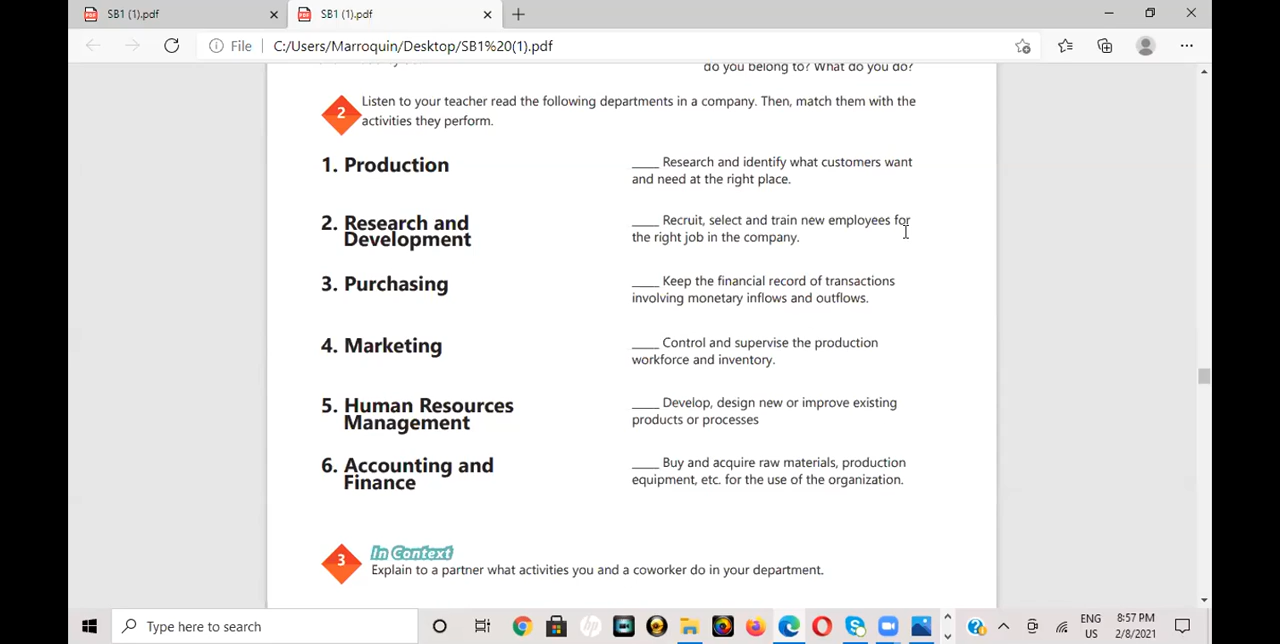 SB1 (1).pdf
SB1 (1).pdf
File
C:/Users/Marroquin/Desktop/SB1%20(1).pdf
do you belong to? What do you do?
2
Listen to your teacher read the following departments in a company. Then, match them with the
activities they perform.
1. Production
____ Research and identify what customers want
and need at the right place.
2. Research and
Development
____ Recruit, select and train new employees for
the right job in the company.
3. Purchasing
____ Keep the financial record of transactions
involving monetary inflows and outflows.
4. Marketing
____ Control and supervise the production
workforce and inventory.
5. Human Resources
Management
____ Develop, design new or improve existing
products or processes
6. Accounting and
Finance
____ Buy and acquire raw materials, production
equipment, etc. for the use of the organization.
3
In Context
Explain to a partner what activities you and a coworker do in your department.
Type here to search
ENG
US
8:57 PM
2/8/2021